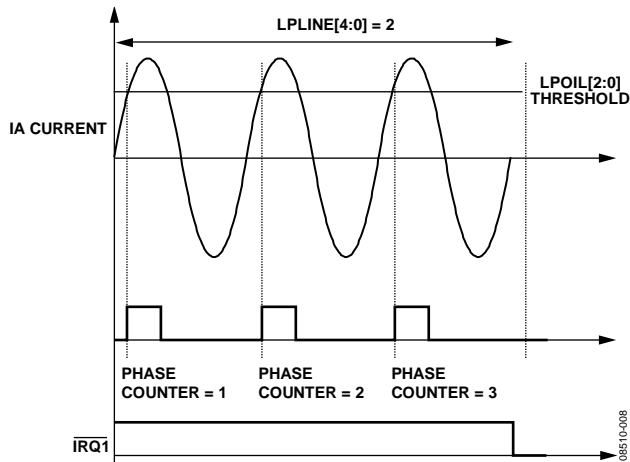 LPLINE[4:0] = 2
LPOIL[2:0]
THRESHOLD
IA CURRENT
PHASE
COUNTER = 1
PHASE
COUNTER = 2
PHASE
COUNTER = 3
IRQ1
08510-008